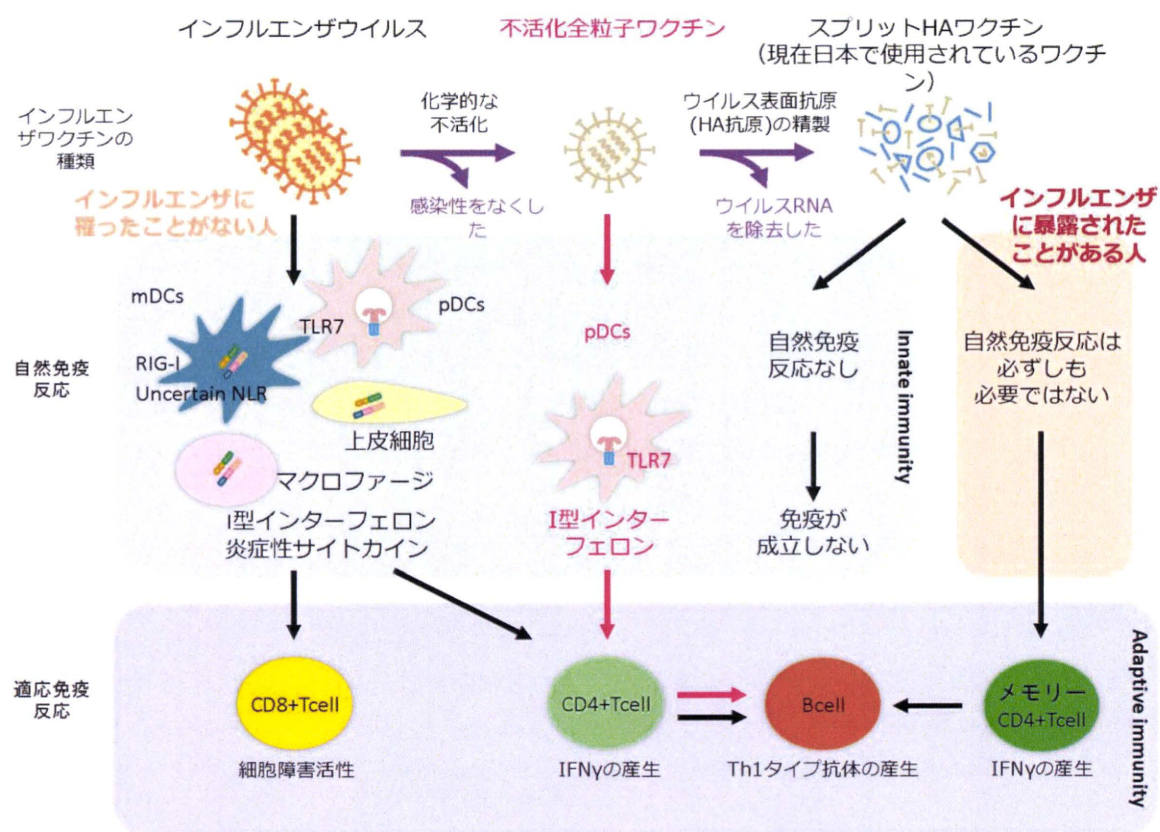 インフルエンザウイルス
不活化全粒子ワクチン
スプリットHAワクチン
（現在日本で使用されているワクチ
ン）
インフルエン
ザワクチンの
種類
化学的な
不活化
ウイルス表面抗原
(HA抗原)の精製
感染性をなくし
た
ウイルスRNA
を除去した
インフルエンザに
罹ったことがない人
インフルエンザ
に暴露された
ことがある人
自然免疫
反応
mDCs
RIG-I
Uncertain NLR
TLR7
pDCs
上皮細胞
マクロファージ
I型インターフェロン
炎症性サイトカイン
pDCs
TLR7
I型インター
フェロン
自然免疫
反応なし
免疫が
成立しない
Innate immunity
自然免疫反応は
必ずしも
必要ではない
適応免疫
反応
CD8+Tcell
細胞障害活性
CD4+Tcell
IFNγの産生
Bcell
Th1タイプ抗体の産生
メモリー
CD4+Tcell
IFNγの産生
Adaptive immunity